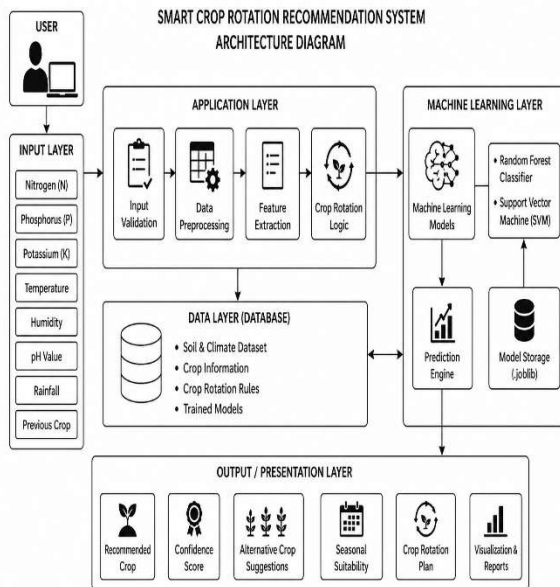 SMART CROP ROTATION RECOMMENDATION SYSTEM
ARCHITECTURE DIAGRAM
USER
INPUT LAYER
Nitrogen (N)
Phosphorus (P)
Potassium (K)
Temperature
Humidity
pH Value
Rainfall
Previous Crop
APPLICATION LAYER
Input
Validation
Data
Preprocessing
Feature
Extraction
Crop Rotation
Logic
MACHINE LEARNING LAYER
Machine Learning
Models
• Random Forest
Classifier
• Support Vector
Machine (SVM)
Prediction
Engine
Model Storage
(.joblib)
DATA LAYER (DATABASE)
• Soil & Climate Dataset
• Crop Information
• Crop Rotation Rules
• Trained Models
OUTPUT / PRESENTATION LAYER
Recommended
Crop
Confidence
Score
Alternative Crop
Suggestions
Seasonal
Suitability
Crop Rotation
Plan
Visualization &
Reports